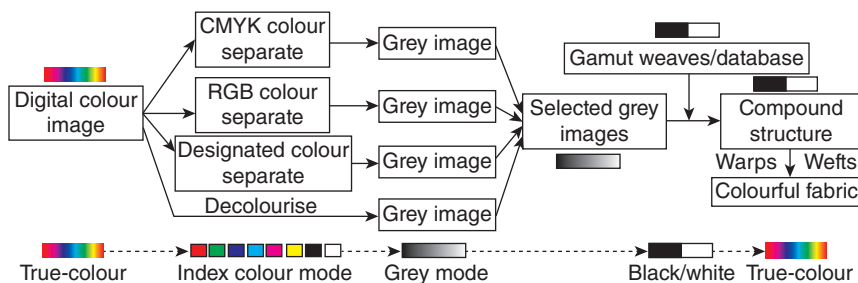 Digital colour
image
CMYK colour
separate
RGB colour
separate
Designated colour
separate
Decolourise
Grey image
Grey image
Grey image
Grey image
Selected grey
images
Gamut weaves/database
Compound
structure
Warps Wefts
Colourful fabric
True-colour
Index colour mode
Grey mode
Black/white
True-colour